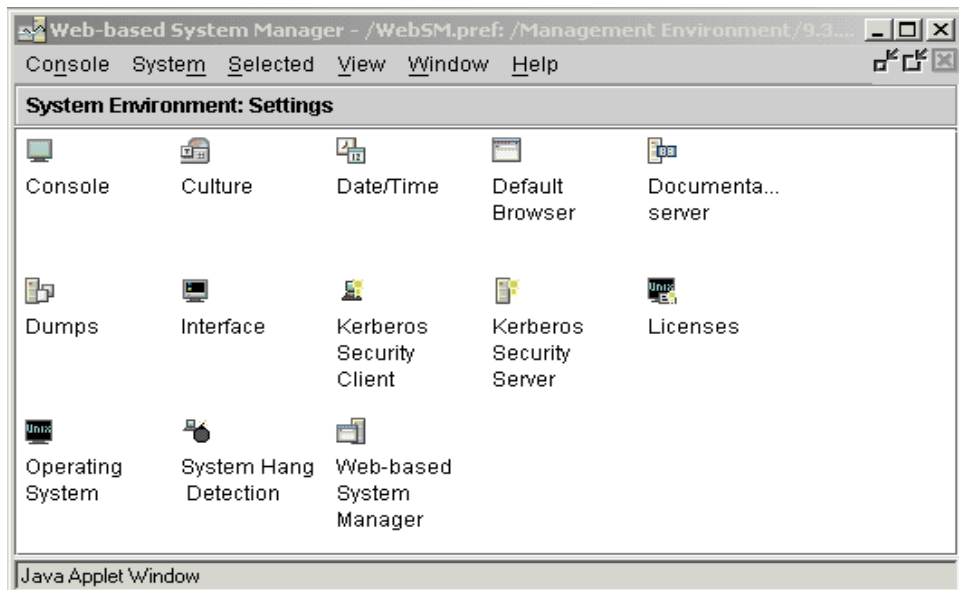 Web-based System Manager - /WebSM.pref: /Management Environment/9.3....
Console System Selected View Window Help
System Environment: Settings
Console Culture Date/Time Default Browser Documenta... server
Dumps Interface Kerberos Security Client Kerberos Security Server Licenses
Operating System System Hang Detection Web-based System Manager
Java Applet Window